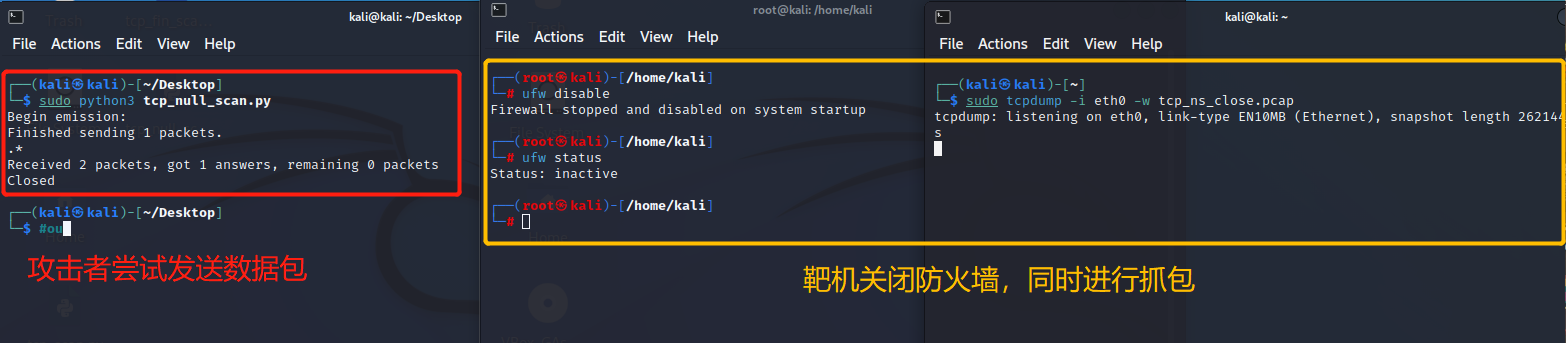 kali@kali: ~/Desktop
File Actions Edit View Help
(kali㉿kali)-[~/Desktop]
$ sudo python3 tcp_null_scan.py
Begin emission:
Finished sending 1 packets.
.*
Received 2 packets, got 1 answers, remaining 0 packets
Closed
(kali㉿kali)-[~/Desktop]
$ #ou
攻击者尝试发送数据包
root@kali: /home/kali
File Actions Edit View Help
(root㉿kali)-[/home/kali]
# ufw disable
Firewall stopped and disabled on system startup
(root㉿kali)-[/home/kali]
# ufw status
Status: inactive
(root㉿kali)-[/home/kali]
#
kali@kali: ~
File Actions Edit View Help
(kali㉿kali)-[~]
$ sudo tcpdump -i eth0 -w tcp_ns_close.pcap
tcpdump: listening on eth0, link-type EN10MB (Ethernet), snapshot length 262144
s
靶机关闭防火墙，同时进行抓包